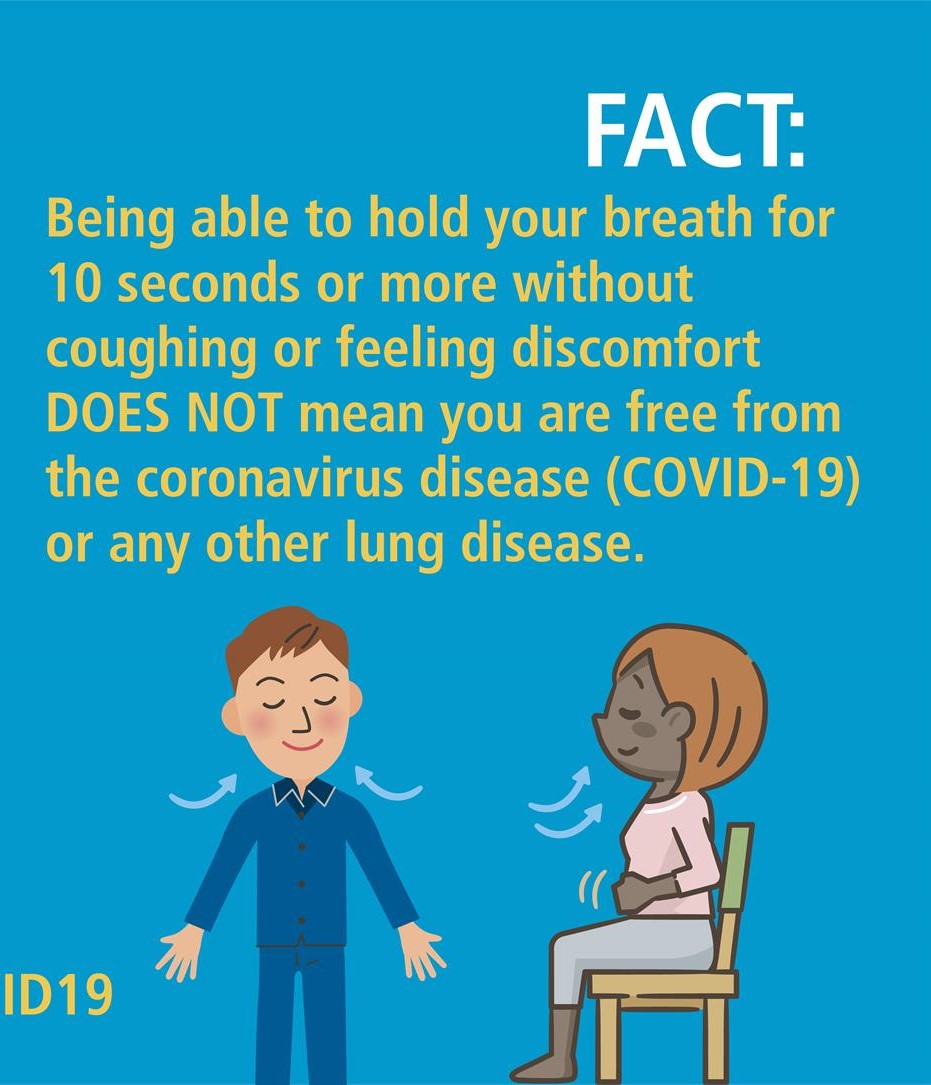 FACT:
Being able to hold your breath for
10 seconds or more without
coughing or feeling discomfort
DOES NOT mean you are free from
the coronavirus disease (COVID-19)
or any other lung disease.
ID19